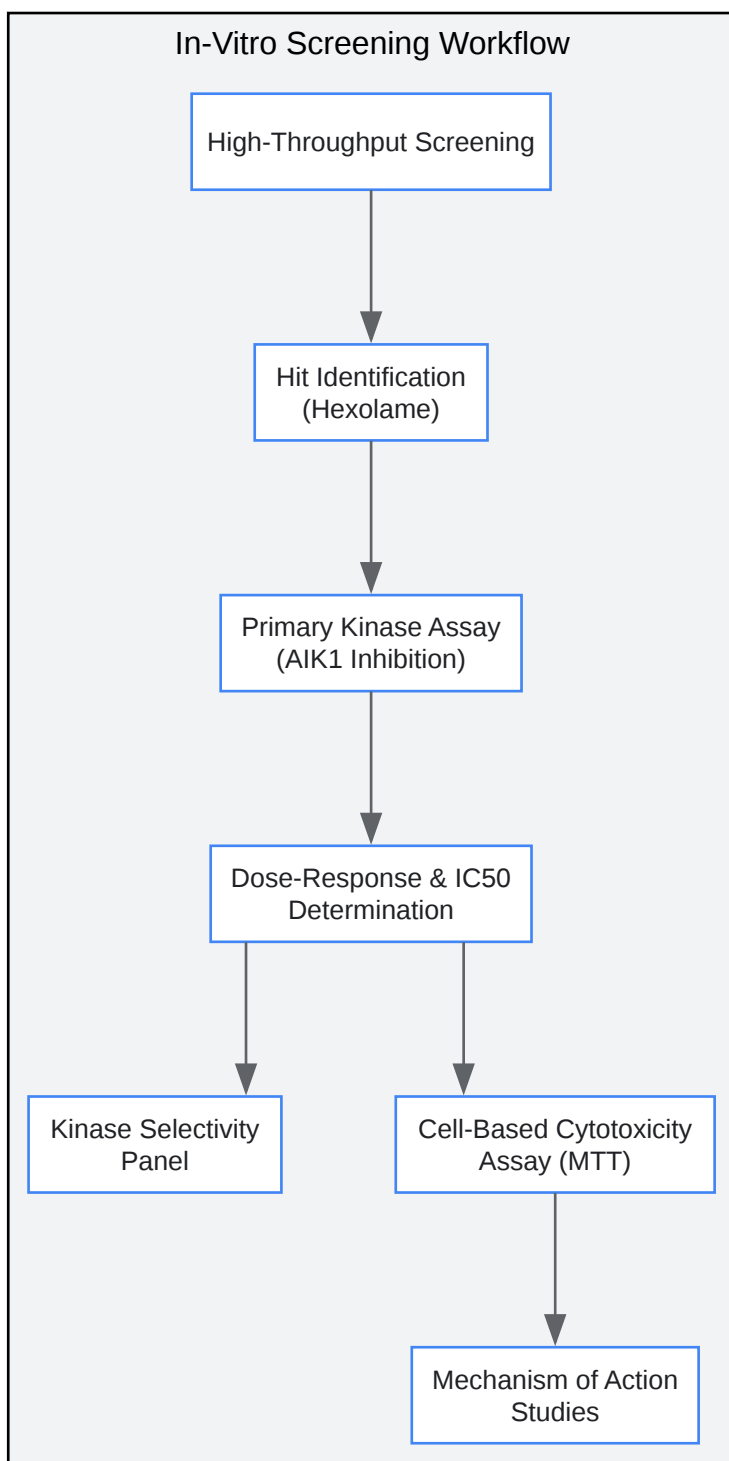 In-Vitro Screening Workflow
High-Throughput Screening
Hit Identification
(Hexolame)
Primary Kinase Assay
(AIK1 Inhibition)
Dose-Response & IC50
Determination
Kinase Selectivity
Panel
Cell-Based Cytotoxicity
Assay (MTT)
Mechanism of Action
Studies